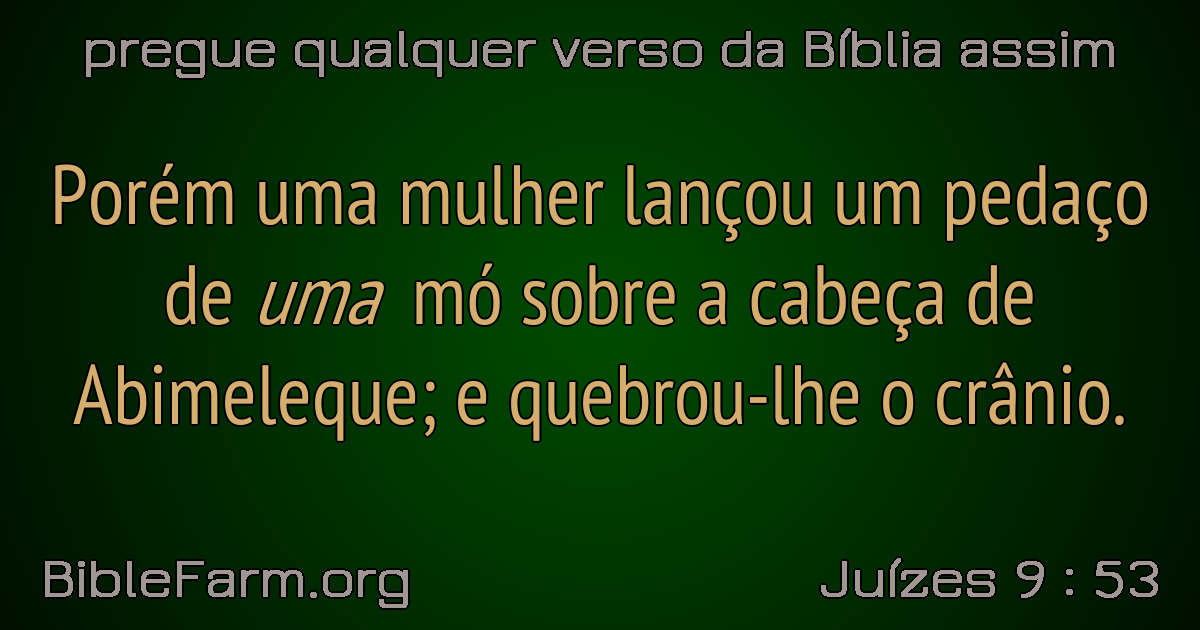 pregue qualquer verso da Bíblia assim
Porém uma mulher lançou um pedaço
de uma mó sobre a cabeça de
Abimeleque; e quebrou-lhe o crânio.
BibleFarm.org
Juízes 9 : 53